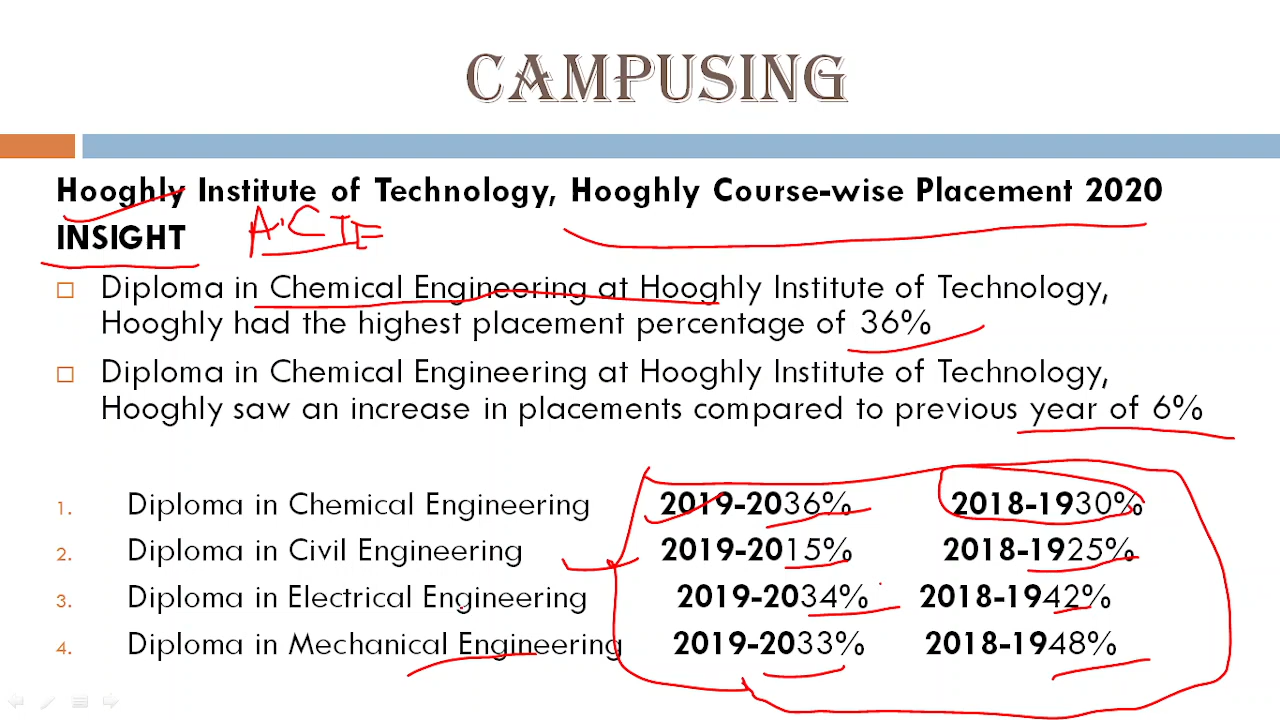 CAMPUSING
Hooghly Institute of Technology, Hooghly Course-wise Placement 2020
INSIGHT
A.CTE
Diploma in Chemical Engineering at Hooghly Institute of Technology,
Hooghly had the highest placement percentage of 36%
Diploma in Chemical Engineering at Hooghly Institute of Technology,
Hooghly saw an increase in placements compared to previous year of 6%
1. Diploma in Chemical Engineering 2019-2036% 2018-1930%
2. Diploma in Civil Engineering 2019-2015% 2018-1925%
3. Diploma in Electrical Engineering 2019-2034% 2018-1942%
4. Diploma in Mechanical Engineering 2019-2033% 2018-1948%